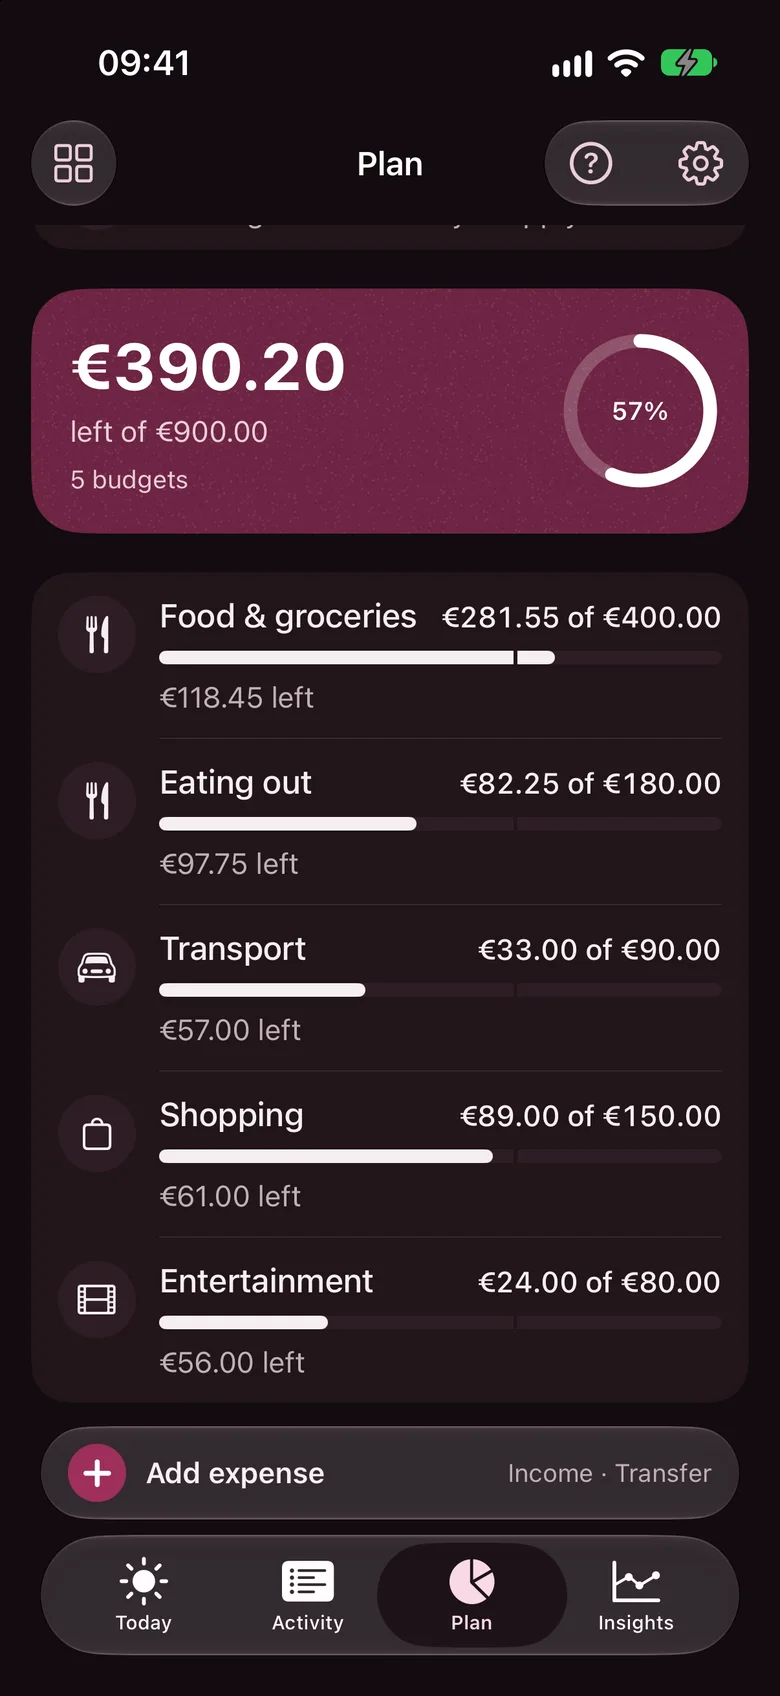 09:41
Plan
€390.20
left of €900.00
5 budgets
57%
Food & groceries €281.55 of €400.00
€118.45 left
Eating out €82.25 of €180.00
€97.75 left
Transport €33.00 of €90.00
€57.00 left
Shopping €89.00 of €150.00
€61.00 left
Entertainment €24.00 of €80.00
€56.00 left
Add expense Income · Transfer
Today Activity Plan Insights